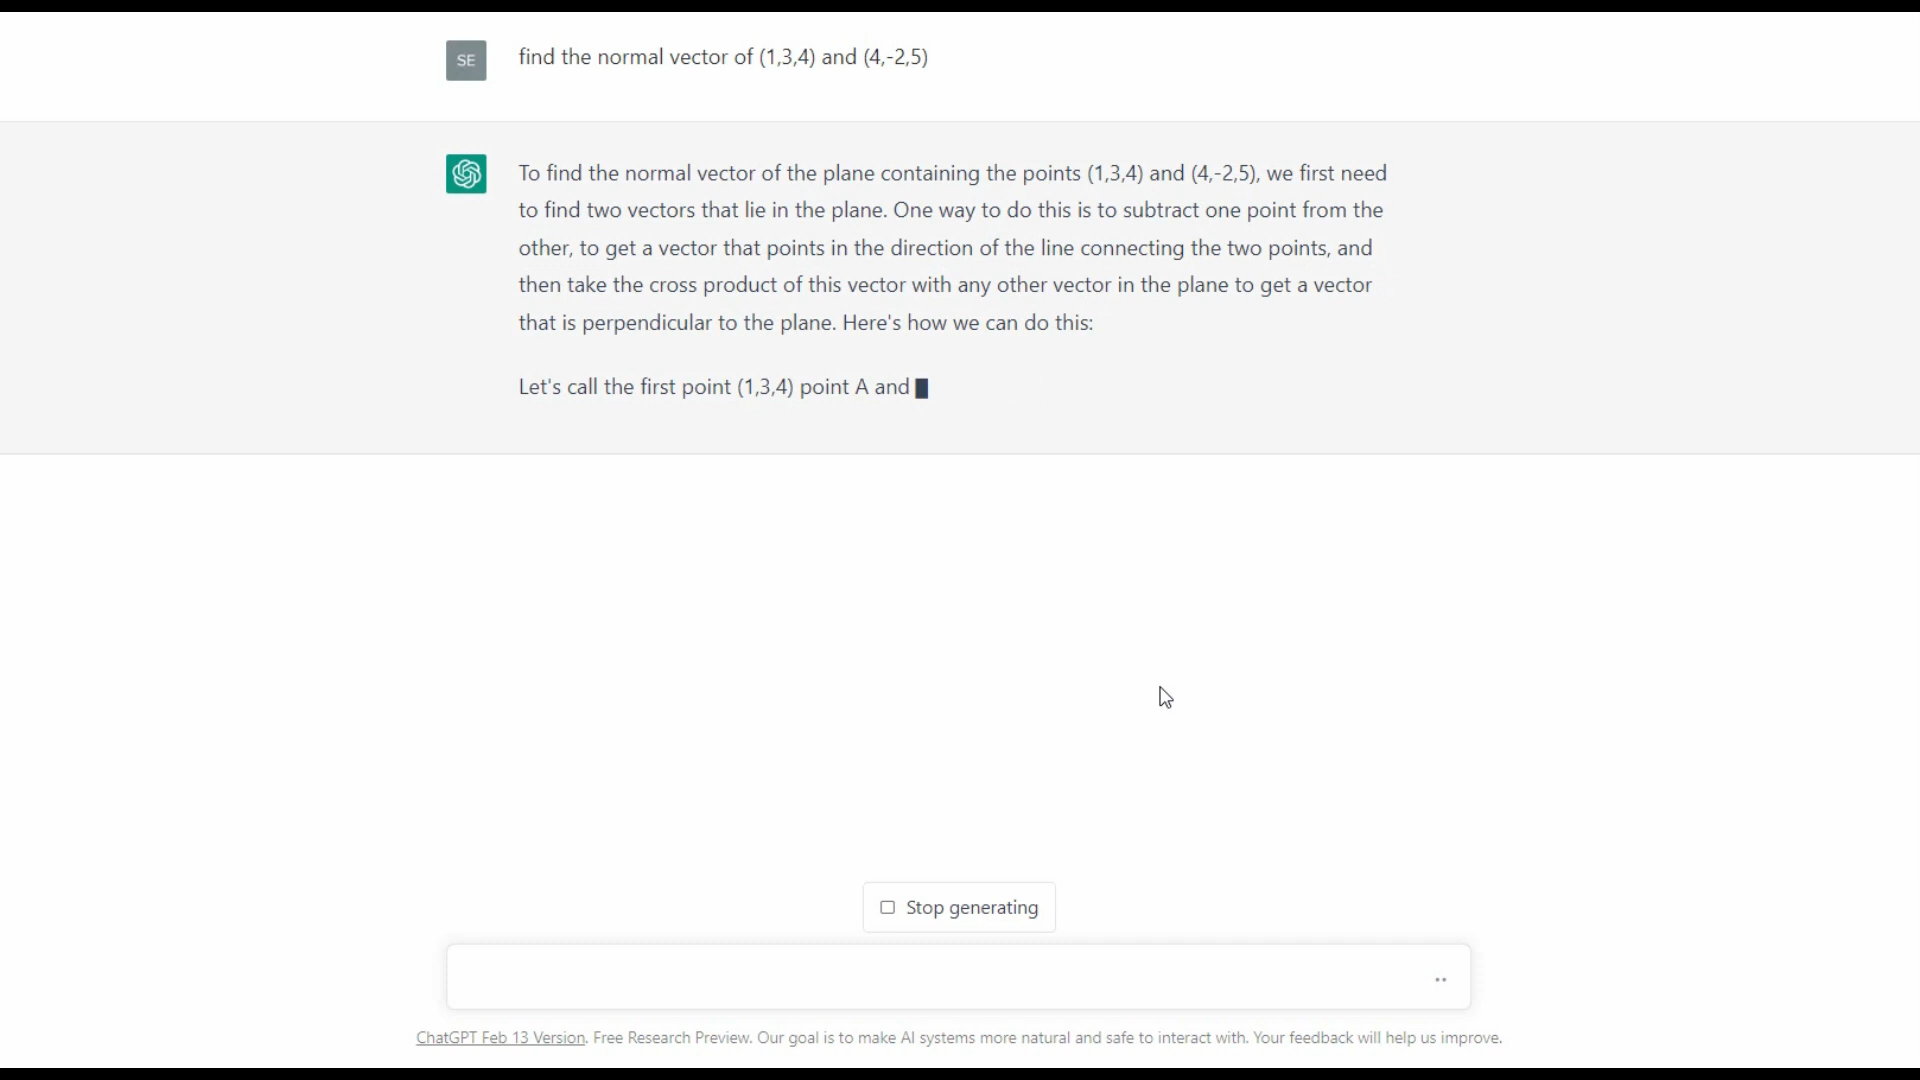 SE
find the normal vector of (1,3,4) and (4,-2,5)
To find the normal vector of the plane containing the points (1,3,4) and (4,-2,5), we first need
to find two vectors that lie in the plane. One way to do this is to subtract one point from the
other, to get a vector that points in the direction of the line connecting the two points, and
then take the cross product of this vector with any other vector in the plane to get a vector
that is perpendicular to the plane. Here's how we can do this:
Let's call the first point (1,3,4) point A and
Stop generating
ChatGPT Feb 13 Version. Free Research Preview. Our goal is to make AI systems more natural and safe to interact with. Your feedback will help us improve.